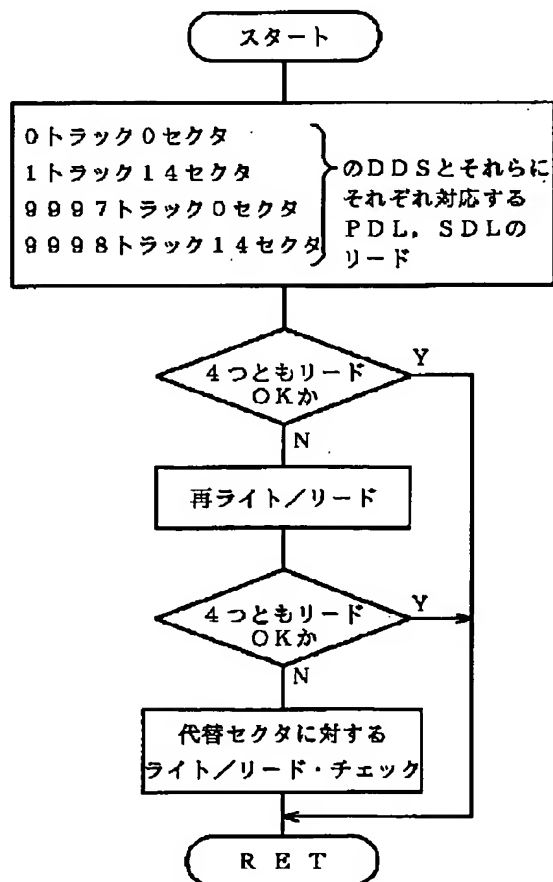 スタート
0トラック0セクタ
1トラック14セクタ
9997トラック0セクタ
9998トラック14セクタ
のDDSとそれらに
それぞれ対応する
PDL,SDLの
リード
4つともリード
OKか
Y
N
再ライト/リード
4つともリード
OKか
Y
N
代替セクタに対する
ライト/リード・チェック
RET